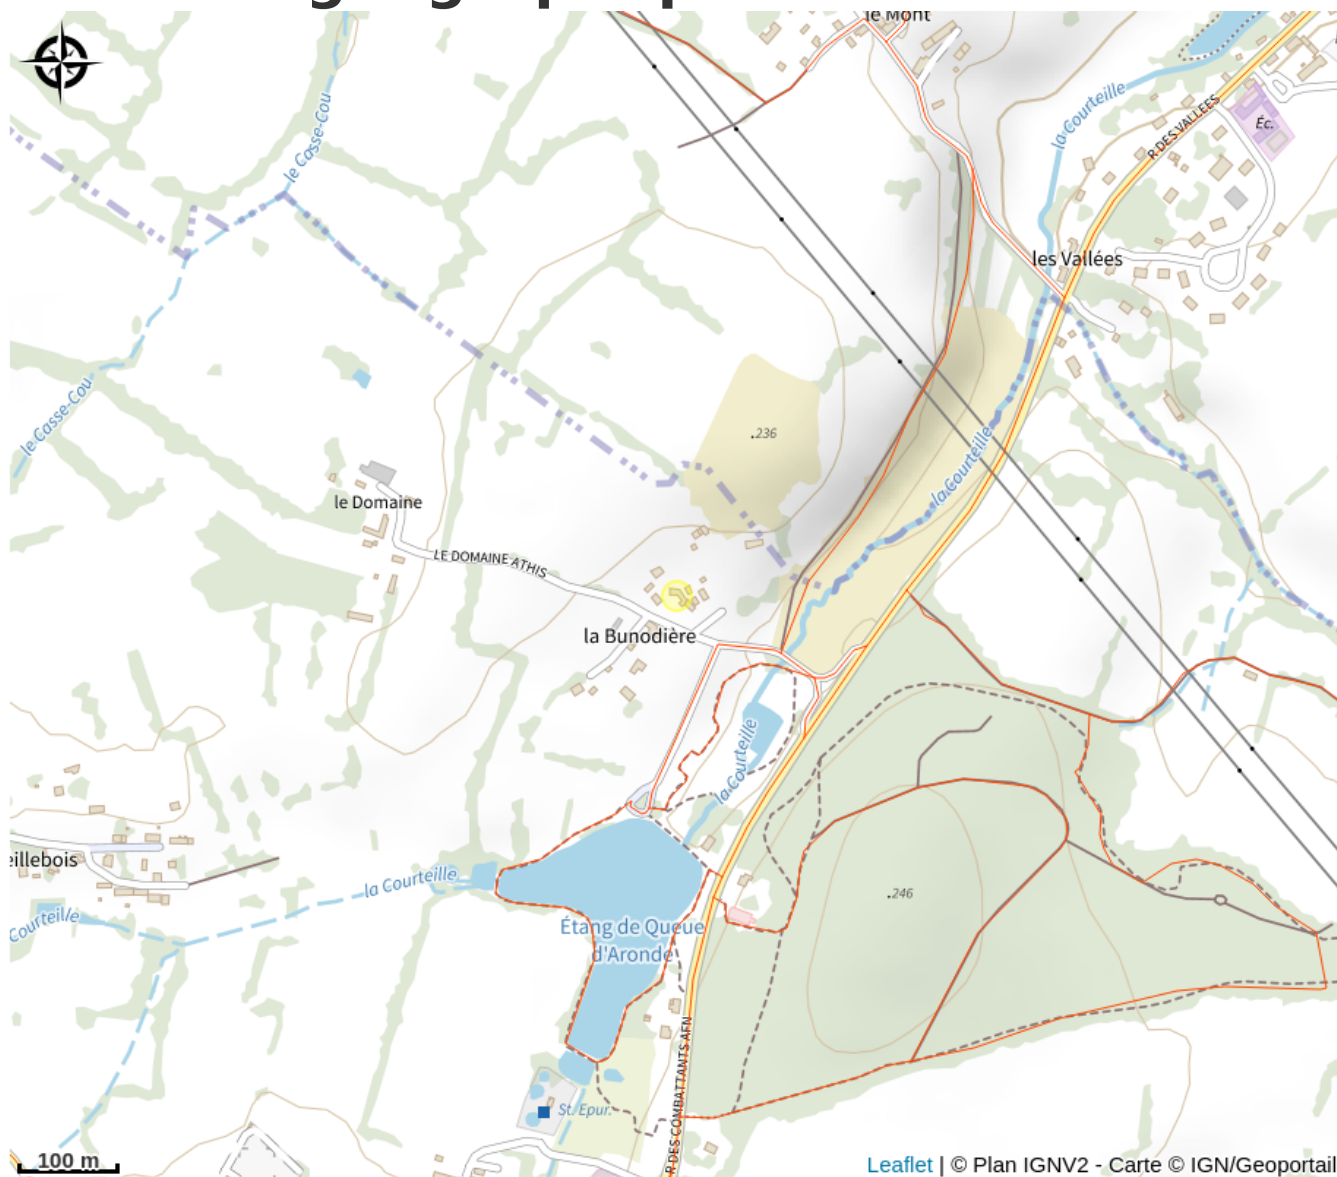 le Mont
le Casse-Cou
la Courteille
R DES VALLEES
Éc.
les Vallées
le Casse-Cou
.236
la Courteille
le Domaine
LE DOMAINE ATHIS
la Bunodière
la Courteille
eillebois
la Courteille
.246
Courteille
Étang de Queue
d'Aronde
R DES COMBATTANTS AFN
St. Epur.
100 m
Leaflet | © Plan IGNV2 - Carte © IGN/Geoportail